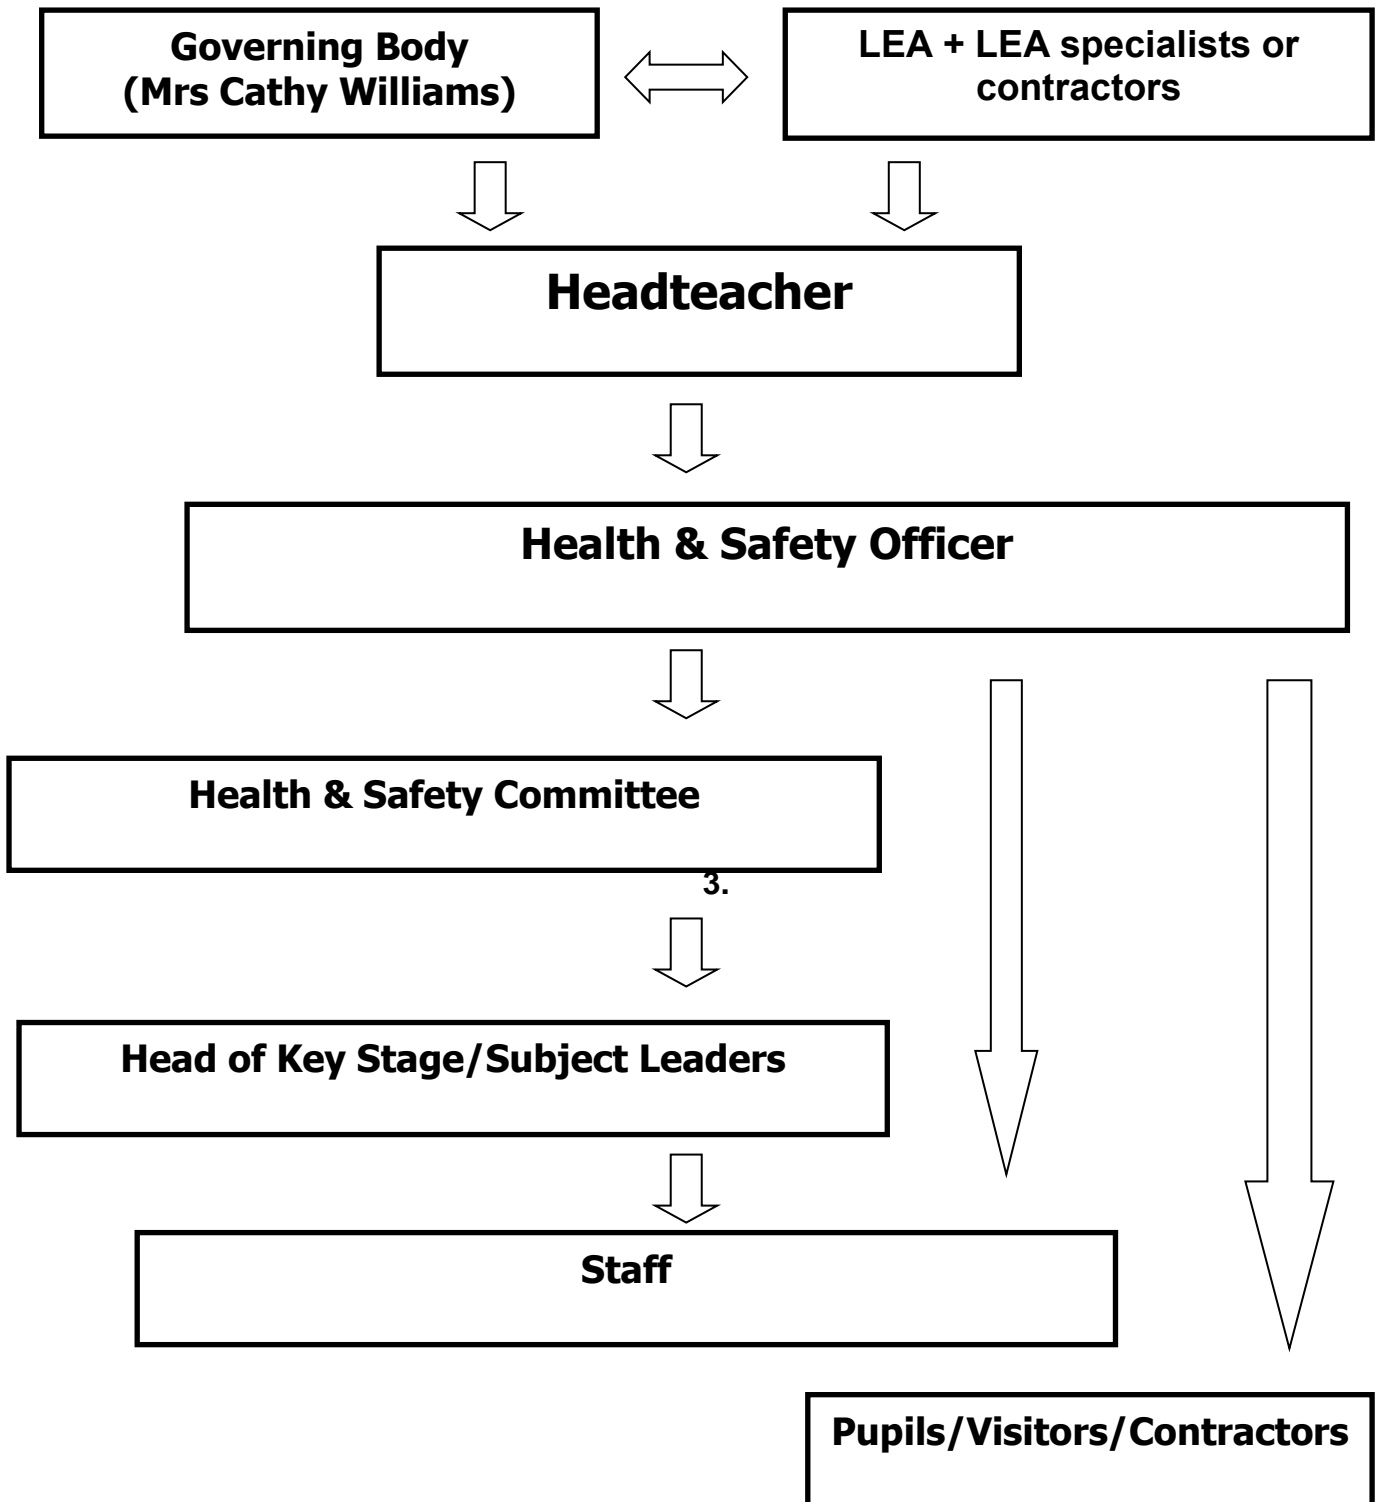 Governing Body
(Mrs Cathy Williams)
LEA + LEA specialists or
contractors
Headteacher
Health & Safety Officer
Health & Safety Committee
3.
Head of Key Stage/Subject Leaders
Staff
Pupils/Visitors/Contractors